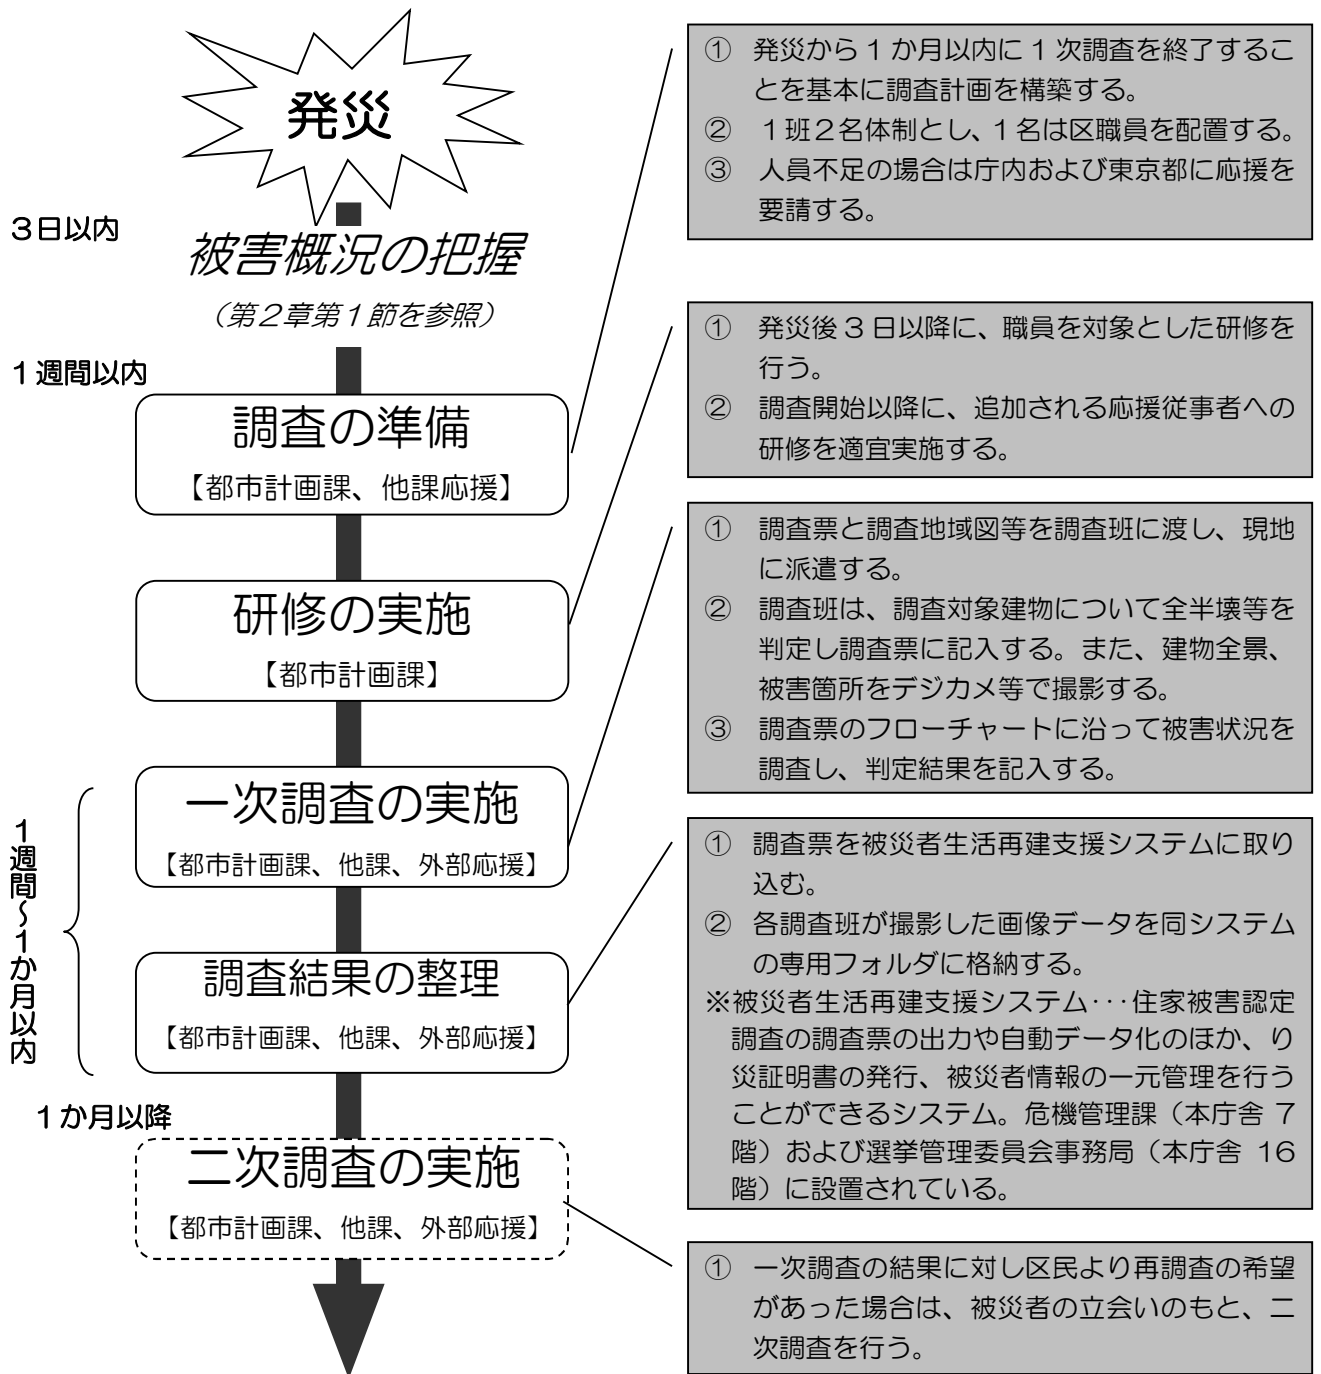 発災
3日以内
被害概況の把握
(第2章第1節を参照)
1週間以内
調査の準備
【都市計画課、他課応援】
研修の実施
【都市計画課】
一次調査の実施
【都市計画課、他課、外部応援】
1週間~1か月以内
調査結果の整理
【都市計画課、他課、外部応援】
1か月以降
二次調査の実施
【都市計画課、他課、外部応援】
① 発災から1か月以内に1次調査を終了するこ
とを基本に調査計画を構築する。
② 1班2名体制とし、1名は区職員を配置する。
③ 人員不足の場合は庁内および東京都に応援を
要請する。
① 発災後3日以降に、職員を対象とした研修を
行う。
② 調査開始以降に、追加される応援従事者への
研修を適宜実施する。
① 調査票と調査地域図等を調査班に渡し、現地
に派遣する。
② 調査班は、調査対象建物について全半壊等を
判定し調査票に記入する。また、建物全景、
被害箇所をデジカメ等で撮影する。
③ 調査票のフローチャートに沿って被害状況を
調査し、判定結果を記入する。
① 調査票を被災者生活再建支援システムに取り
込む。
② 各調査班が撮影した画像データを同システム
の専用フォルダに格納する。
※被災者生活再建支援システム･･･住家被害認定
調査の調査票の出力や自動データ化のほか、り
災証明書の発行、被災者情報の一元管理を行う
ことができるシステム。危機管理課(本庁舎 7
階)および選挙管理委員会事務局(本庁舎 16
階)に設置されている。
① 一次調査の結果に対し区民より再調査の希望
があった場合は、被災者の立会いのもと、二
次調査を行う。